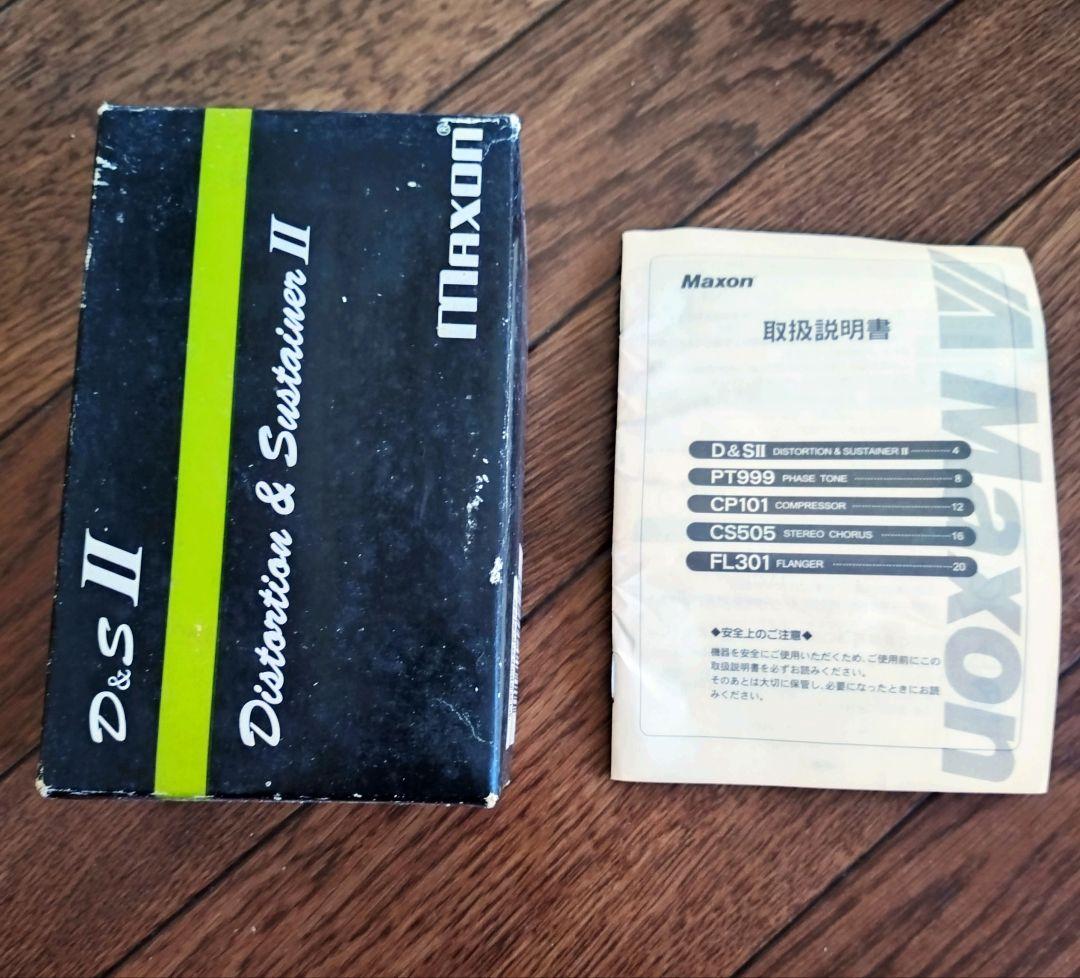 D&S II
Distortion & Sustainer II
Maxon®
Maxon
取扱説明書
D&SII DISTORTION & SUSTAINER II 4
PT999 PHASE TONE 8
CP101 COMPRESSOR 12
CS505 STEREO CHORUS 16
FL301 FLANGER 20
◆安全上のご注意◆
機器を安全にご使用いただくため、ご使用前にこの
取扱説明書を必ずお読みください。
そのあとは大切に保管し、必要になったときにお読
みください。
Maxon